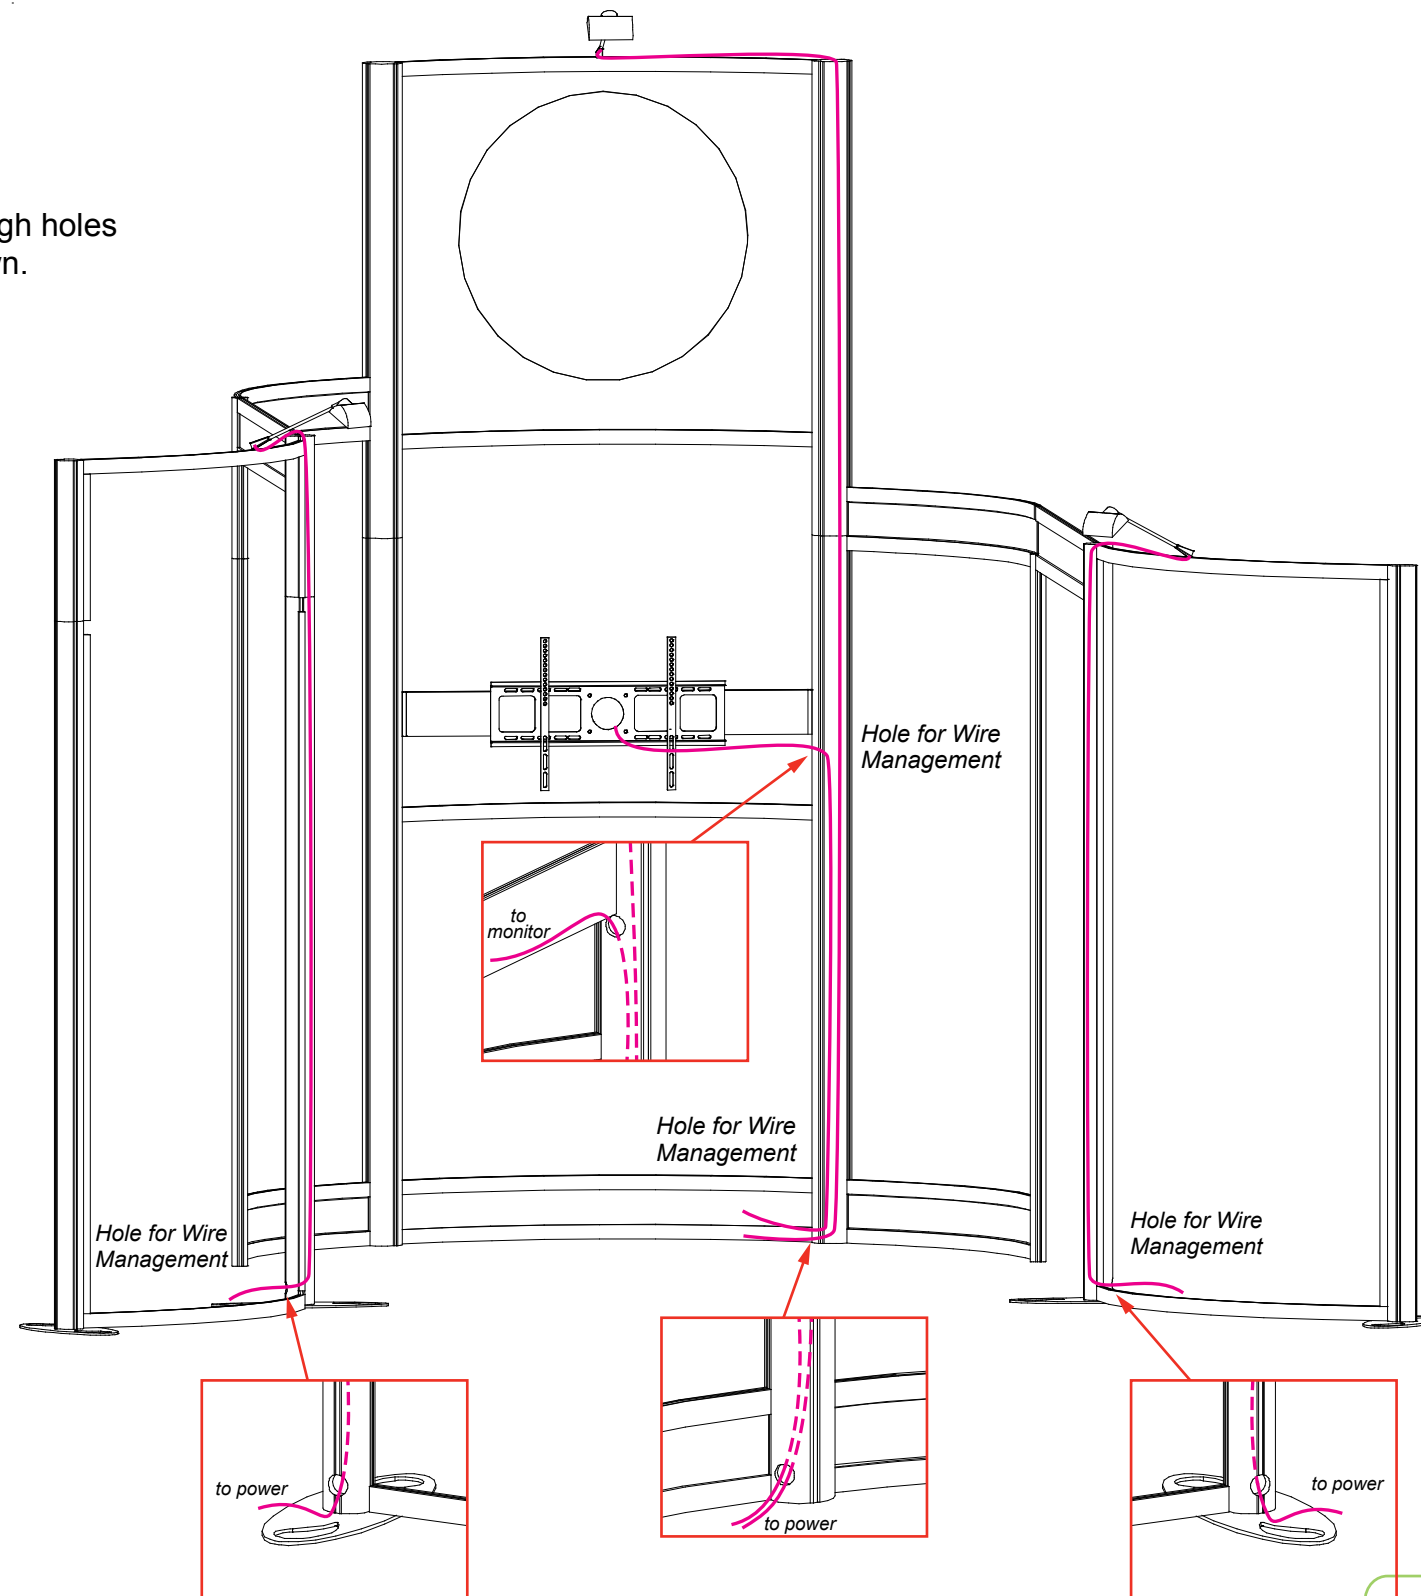 gh holes
n.
Hole for Wire
Management
to
monitor
Hole for Wire
Management
Hole for Wire
Management
Hole for Wire
Management
to power
to power
to power